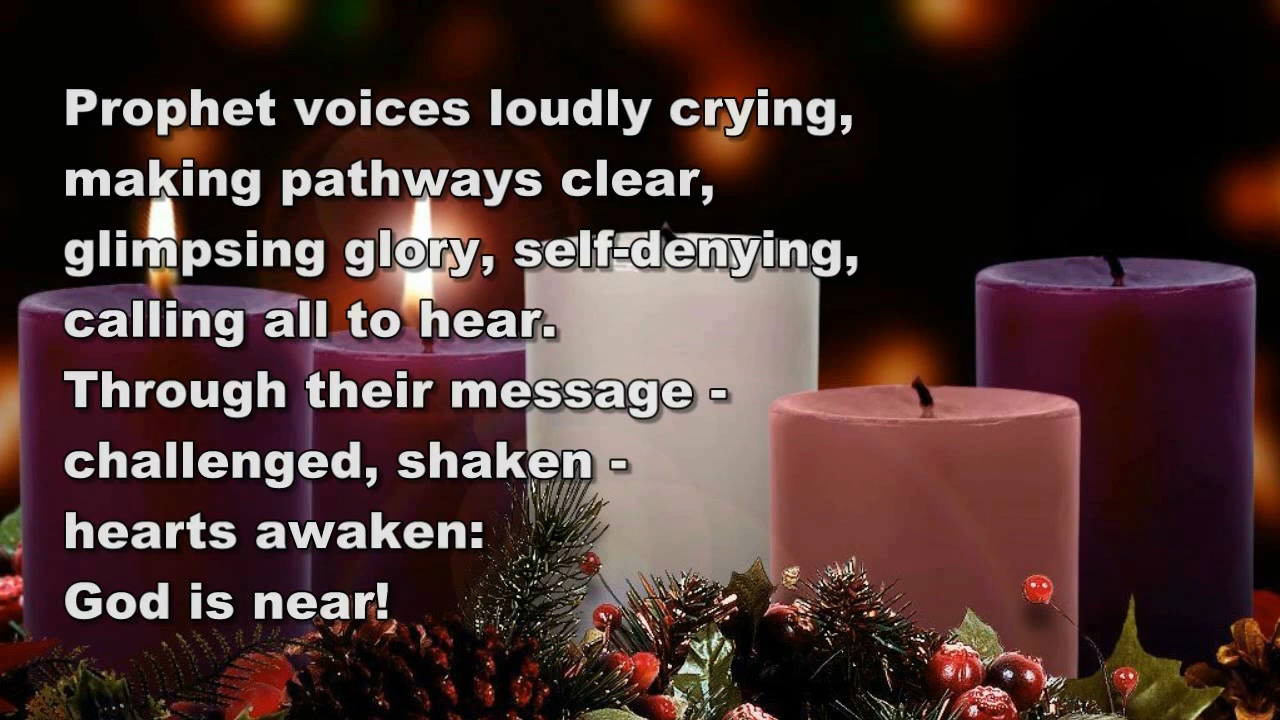 Prophet voices loudly crying,
making pathways clear,
glimpsing glory, self-denying,
calling all to hear.
Through their message -
challenged, shaken -
hearts awaken:
God is near!